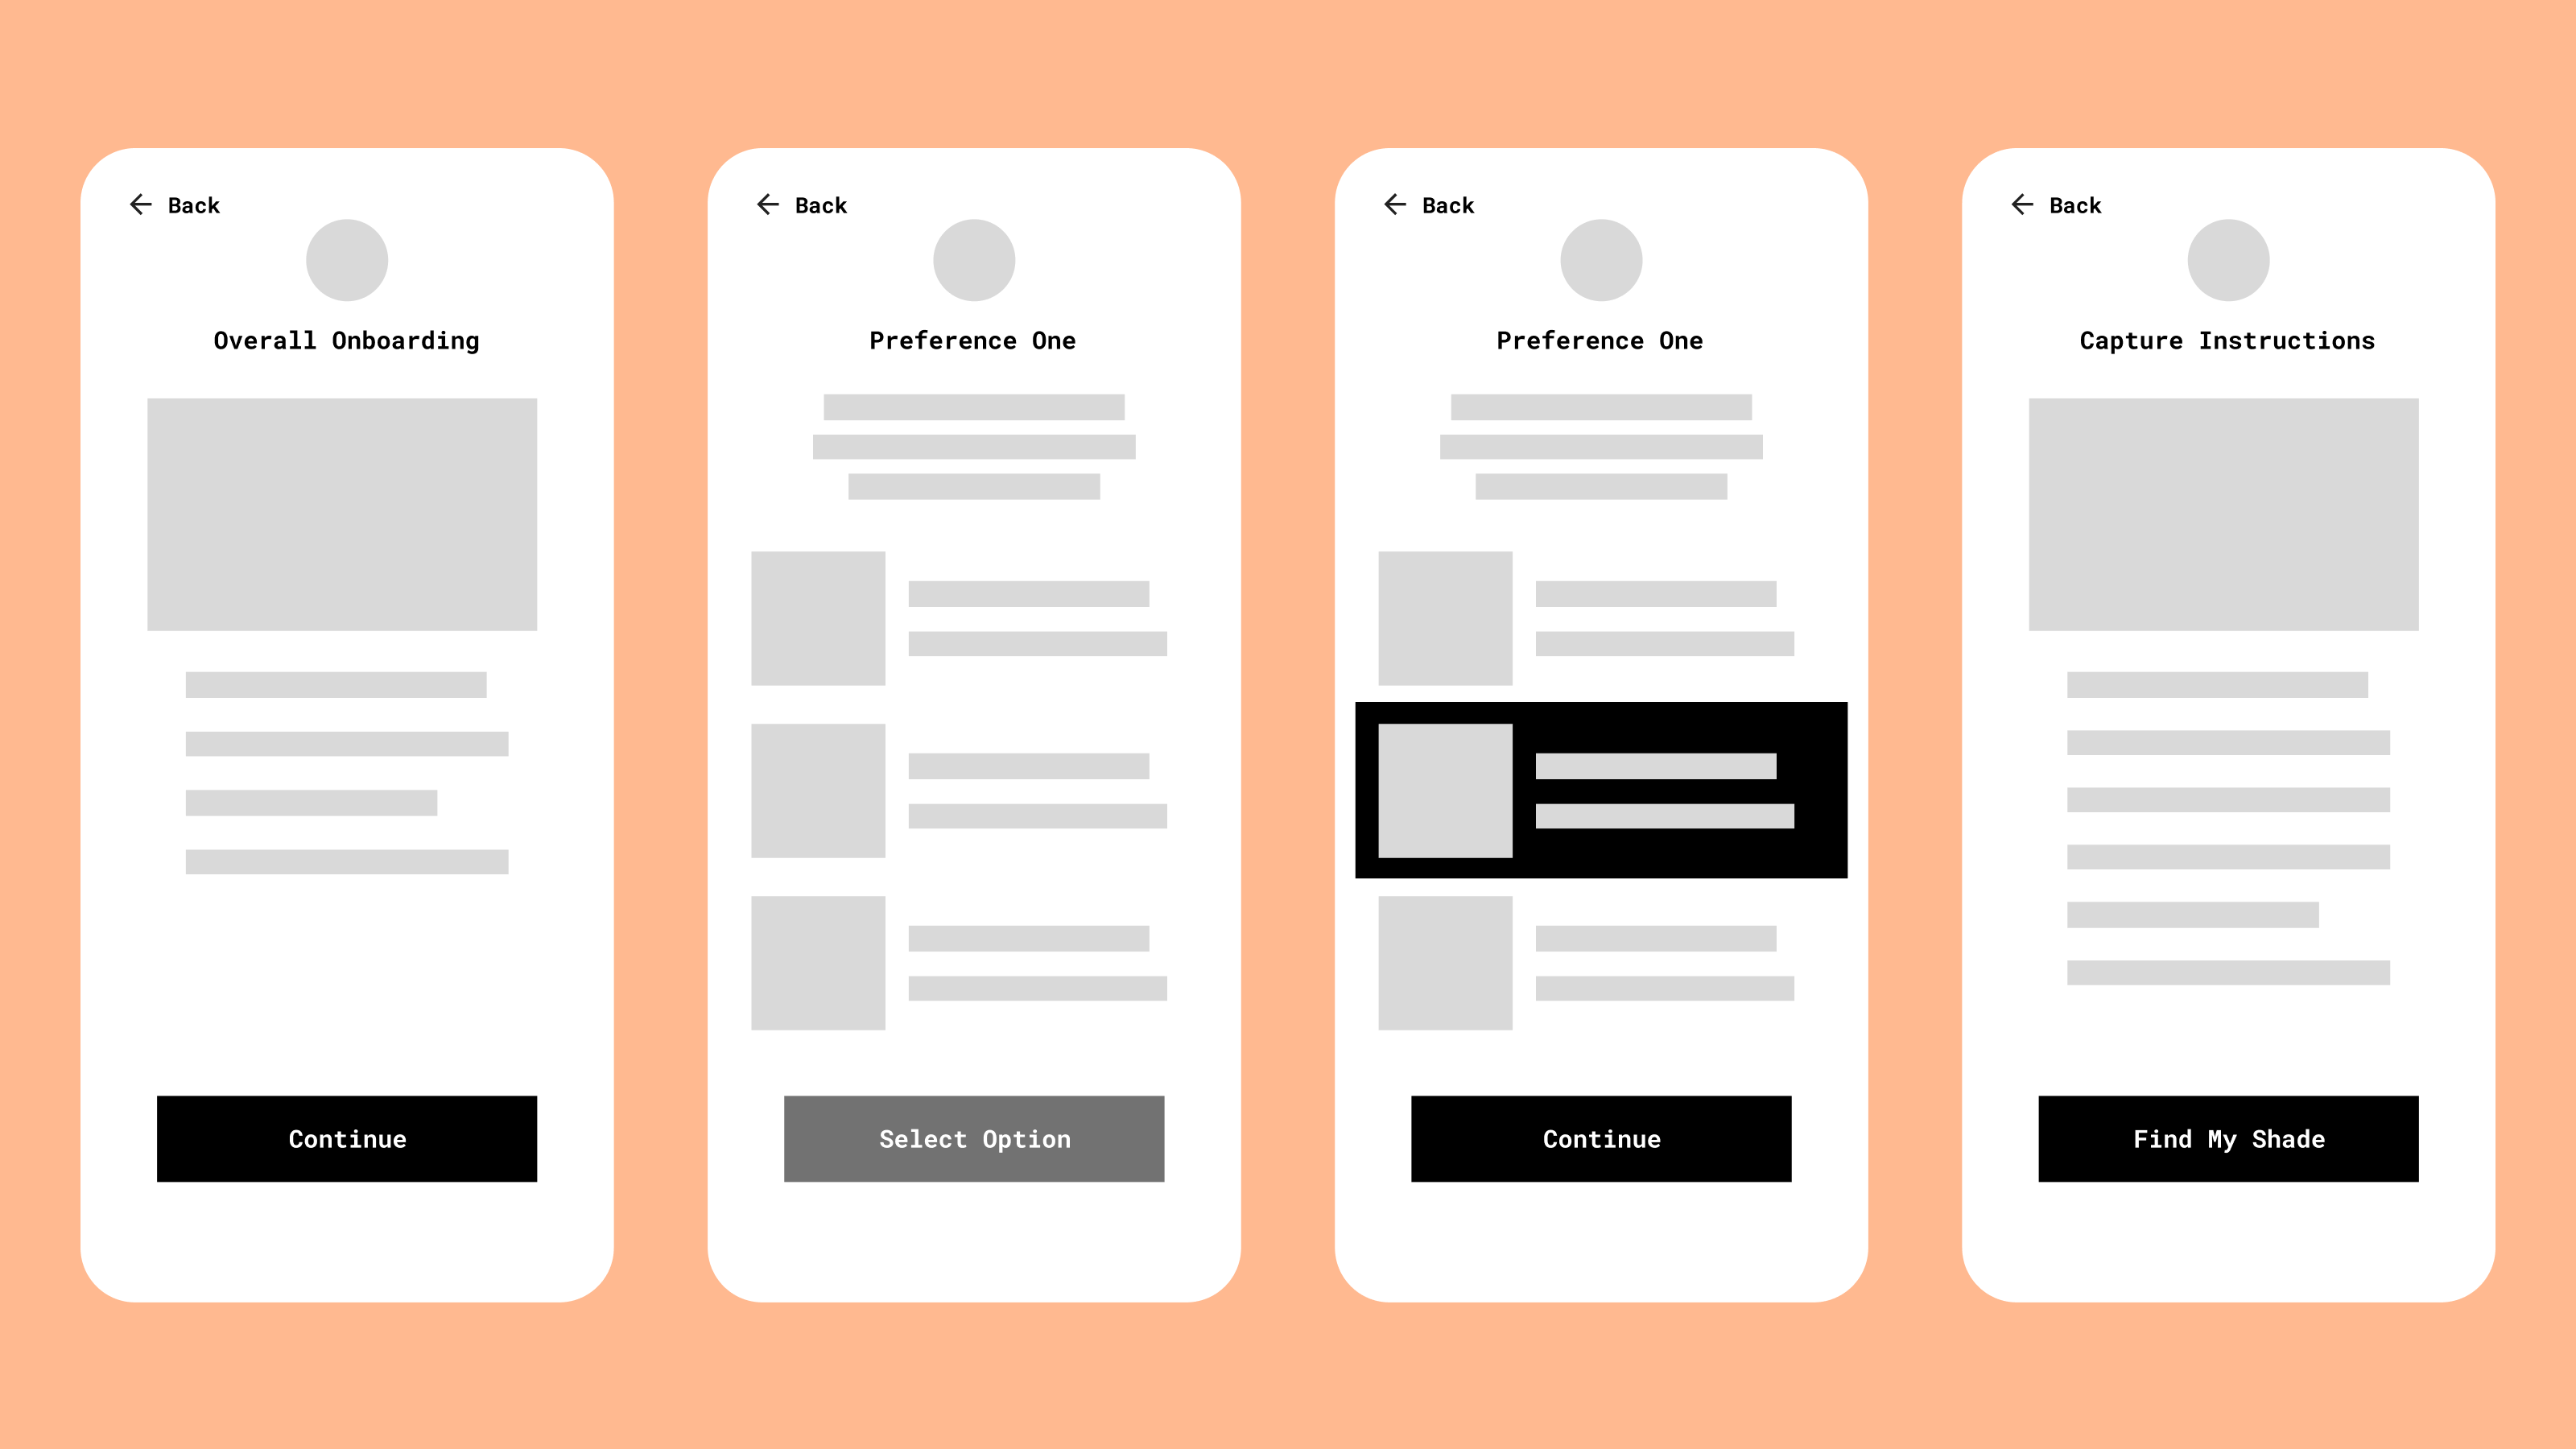 Back
Overall Onboarding
Continue
Back
Preference One
Select Option
Back
Preference One
Continue
Back
Capture Instructions
Find My Shade